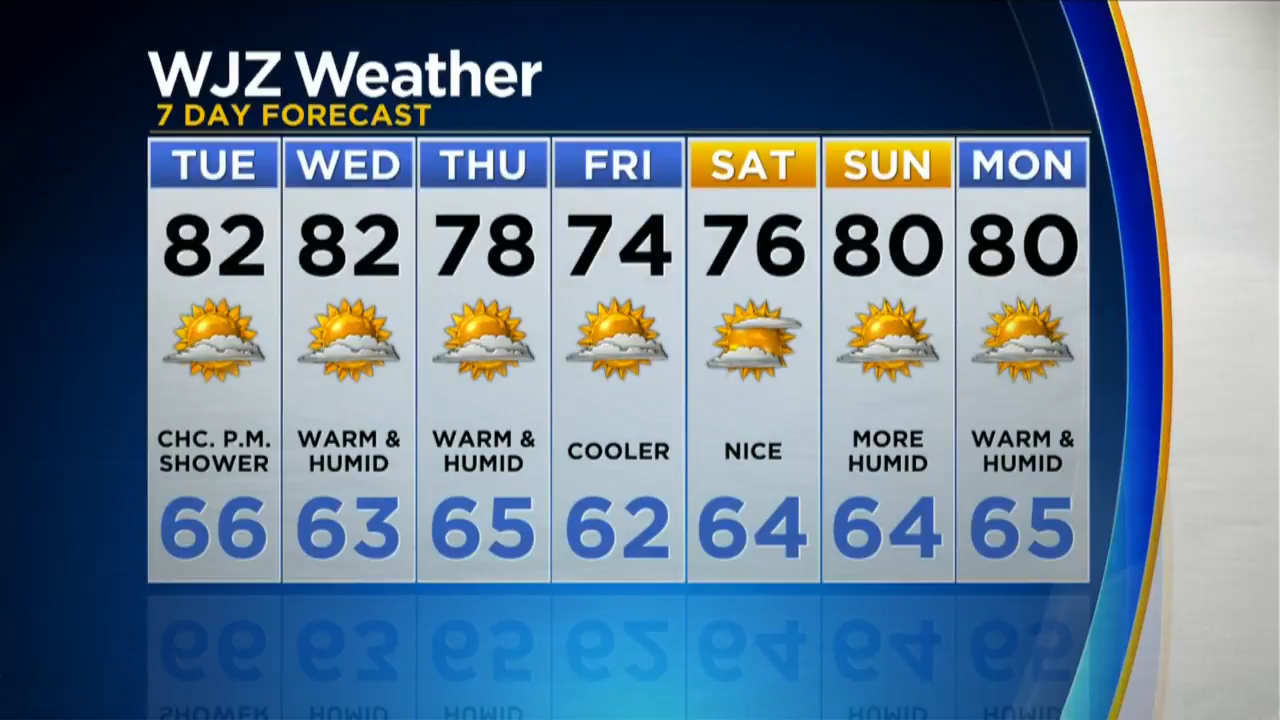 WJZ Weather
7 DAY FORECAST
TUE WED THU FRI SAT SUN MON
82 82 78 74 76 80 80
CHC. P.M.
SHOWER
WARM &
HUMID
WARM &
HUMID
COOLER
NICE
MORE
HUMID
WARM &
HUMID
66 63 65 62 64 64 65